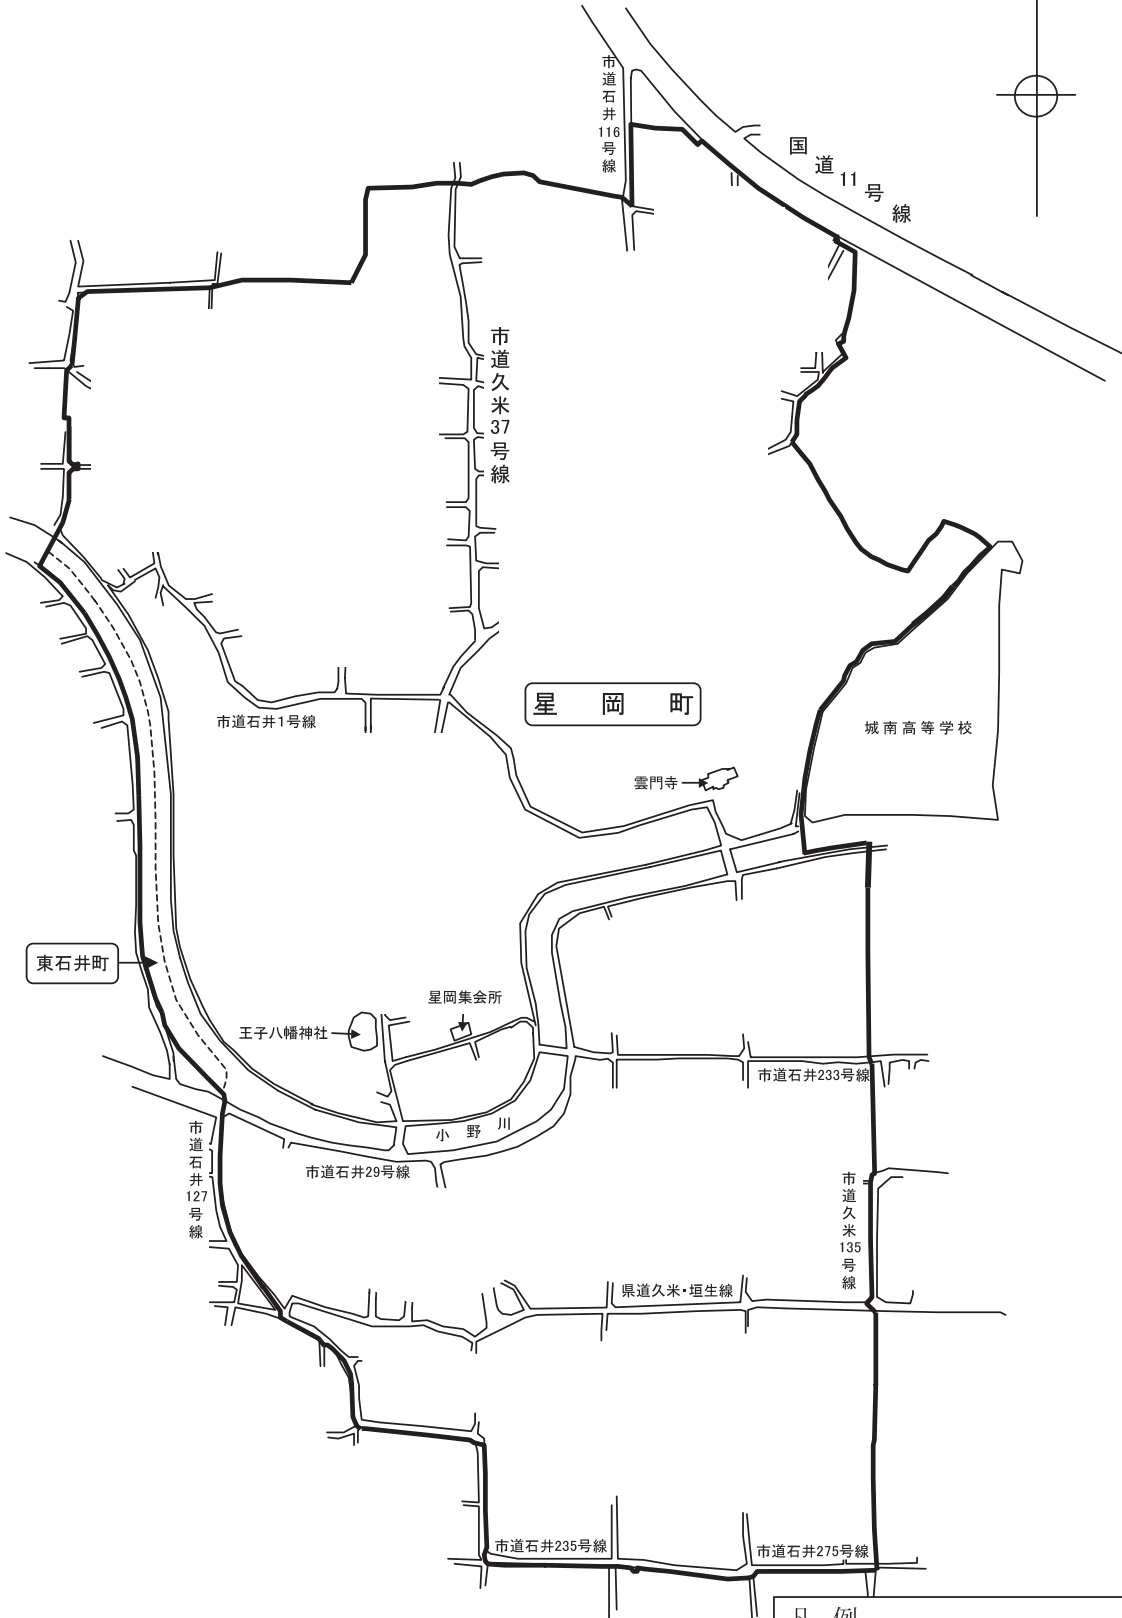 市道石井116号線
国道11号線
市道久米37号線
星岡町
市道石井1号線
城南高等学校
雲門寺
東石井町
星岡集会所
王子八幡神社
市道石井233号線
小野川
市道石井127号線
市道石井29号線
市道久米135号線
県道久米・垣生線
市道石井235号線
市道石井275号線
凡例